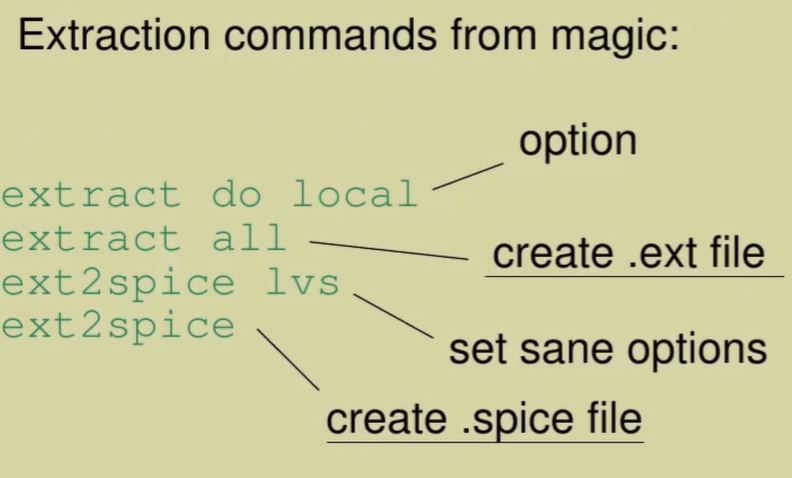 Extraction commands from magic:
option
extract do local
extract all
create .ext file
ext2spice lvs
ext2spice
set sane options
create .spice file